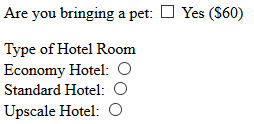 Are you bringing a pet: Yes ($60)
Type of Hotel Room
Economy Hotel:
Standard Hotel:
Upscale Hotel: